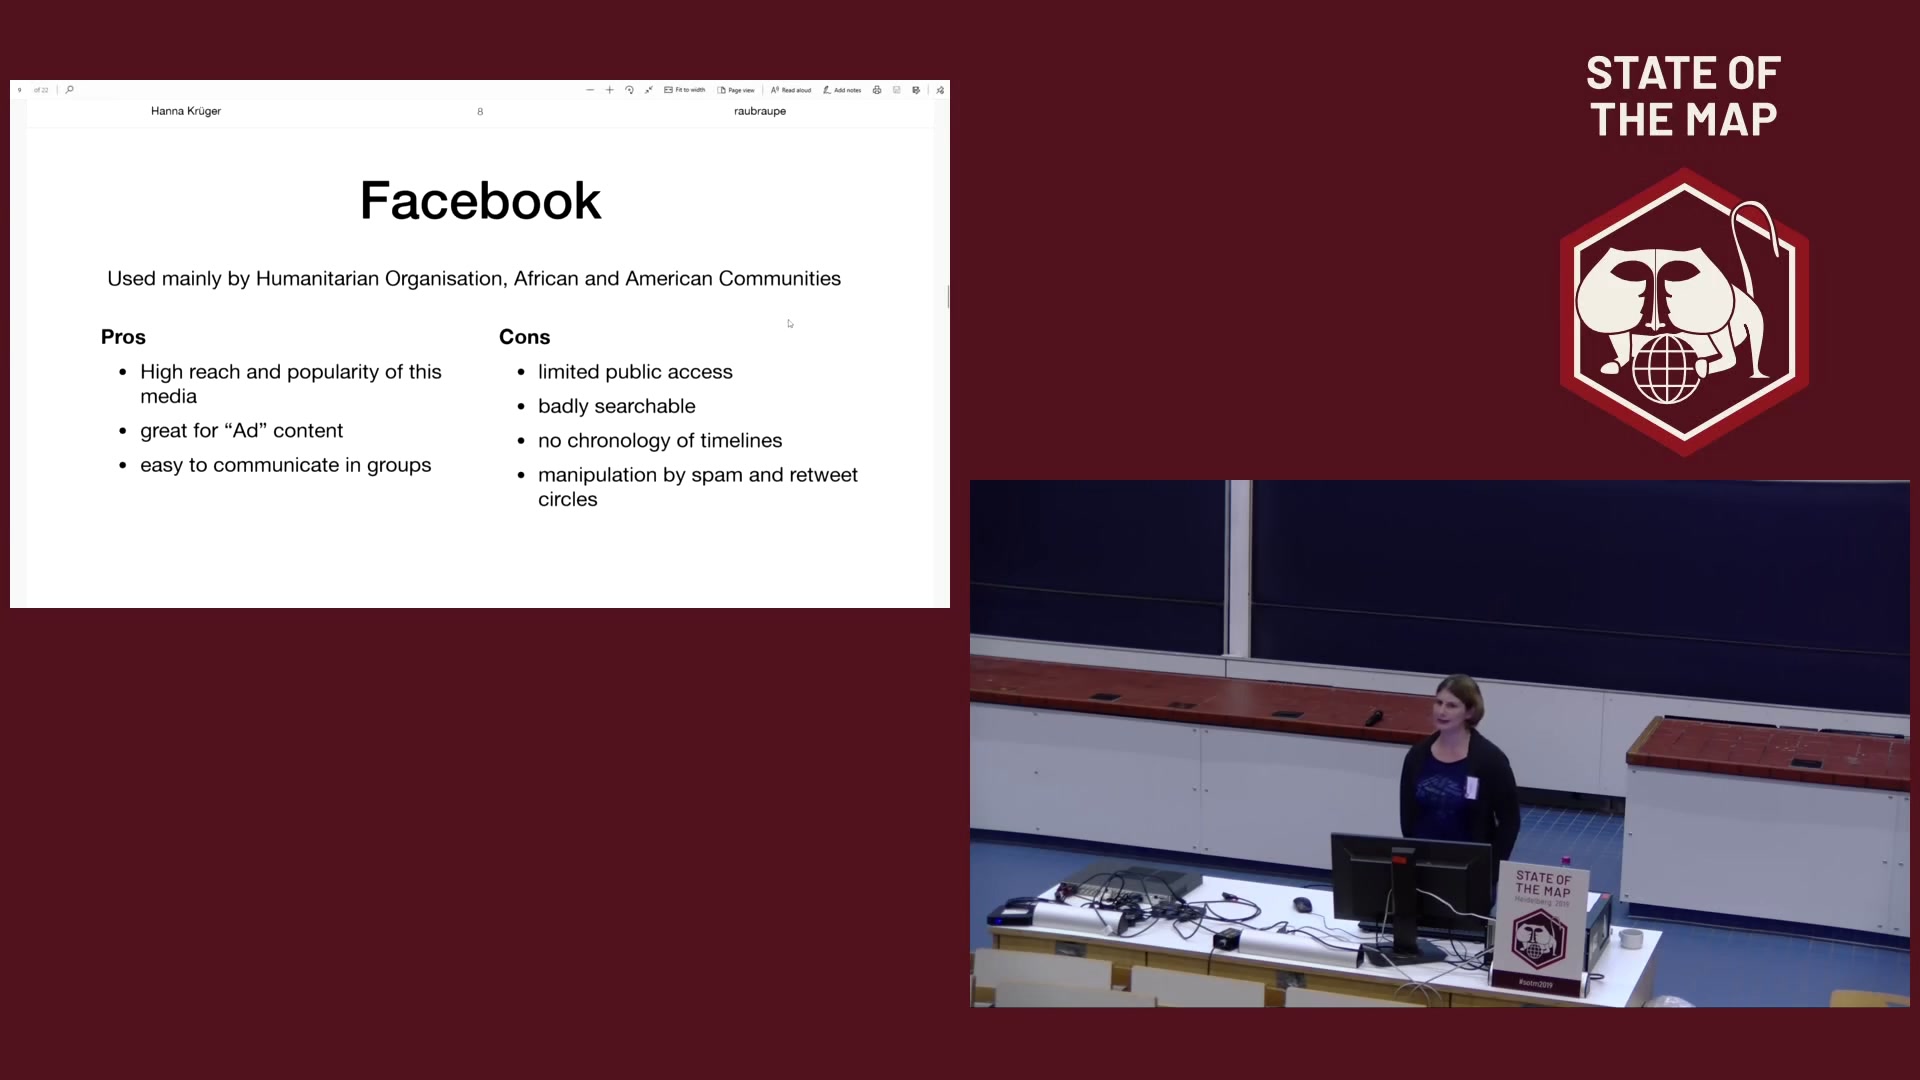 9 of 22
Fit to width
Page view
Read aloud
Add notes
Hanna Krüger
8
raubraupe
Facebook
Used mainly by Humanitarian Organisation, African and American Communities
Pros
• High reach and popularity of this
media
• great for “Ad” content
• easy to communicate in groups
Cons
• limited public access
• badly searchable
• no chronology of timelines
• manipulation by spam and retweet
circles
STATE OF
THE MAP
STATE OF
THE MAP
Heidelberg 2019
#sotm2019